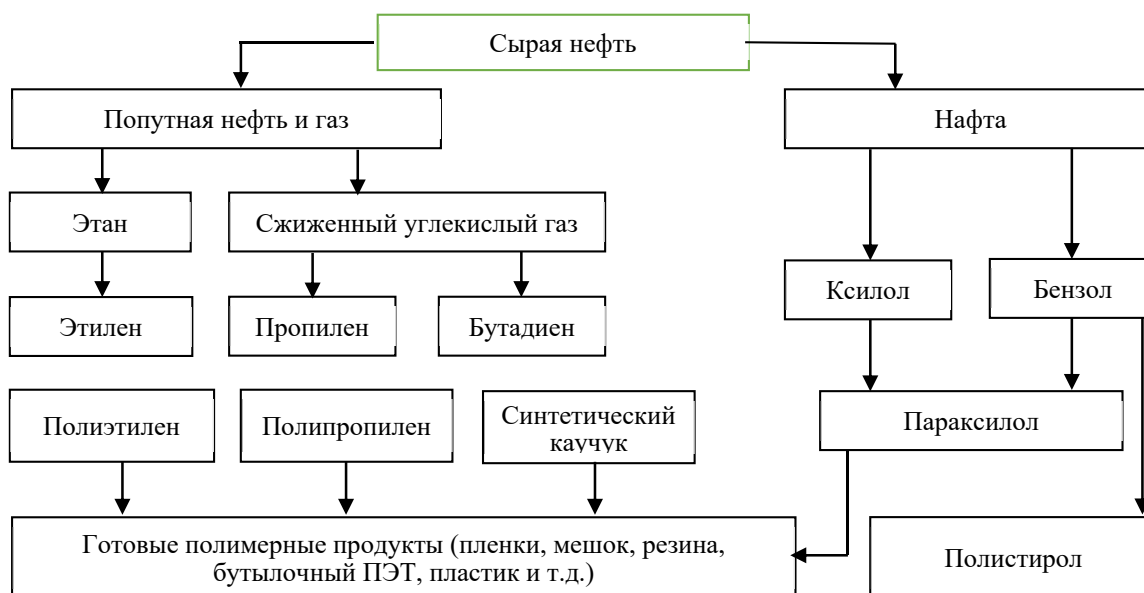 Сырая нефть
Попутная нефть и газ
Нафта
Этан
Сжиженный углекислый газ
Ксилол
Бензол
Этилен
Пропилен
Бутадиен
Полиэтилен
Полипропилен
Синтетический
каучук
Параксилол
Готовые полимерные продукты (пленки, мешок, резина,
бутылочный ПЭТ, пластик и т.д.)
Полистирол